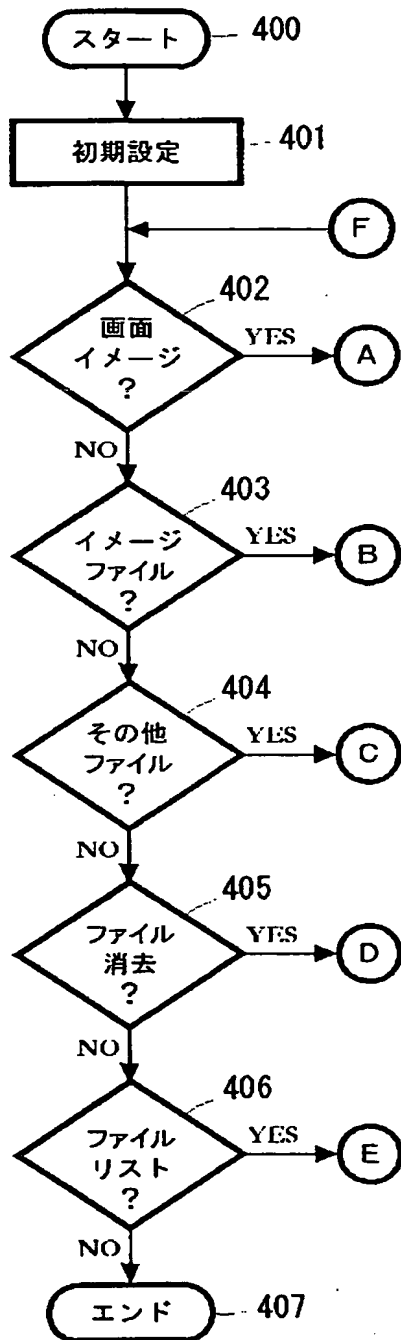 スタート
400
初期設定
401
F
402
画面
イメージ
?
YES
A
NO
403
イメージ
ファイル
?
YES
B
NO
404
その他
ファイル
?
YES
C
NO
405
ファイル
消去
?
YES
D
NO
406
ファイル
リスト
?
YES
E
NO
エンド
407